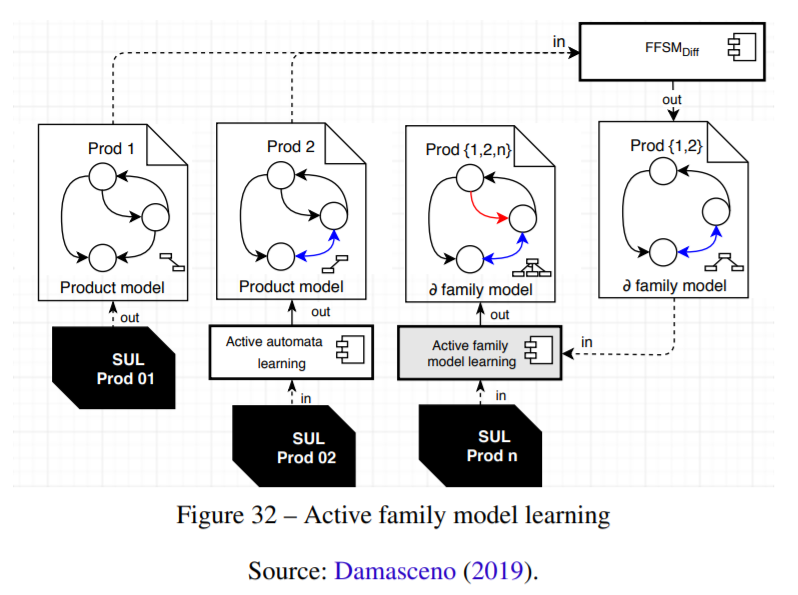 in
FFSMDiff
out
Prod 1
Prod 2
Prod {1,2,n}
Prod {1,2}
Product model
Product model
∂ family model
∂ family model
out
out
out
in
SUL
Prod 01
Active automata
learning
Active family
model learning
in
in
SUL
Prod 02
SUL
Prod n
Figure 32 – Active family model learning
Source: Damasceno (2019).